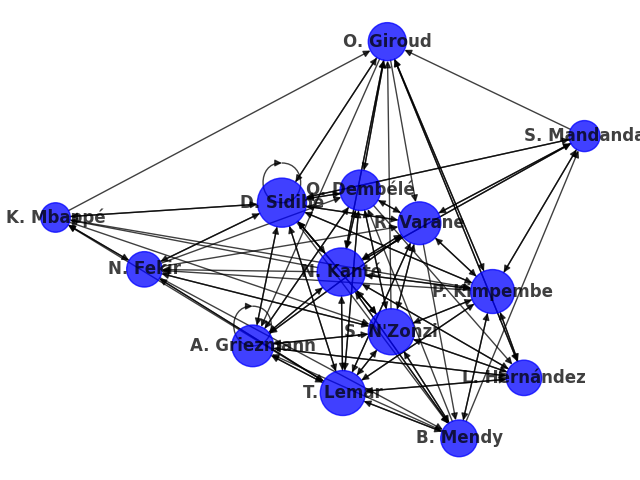 O. Giroud
S. Mandanda
O. Dembélé
D. Sidibé
K. Mbappé
R. Varane
N. Fekir
N. Kanté
P. Kimpembe
S. N'Zonzi
A. Griezmann
L. Hernández
T. Lemar
B. Mendy